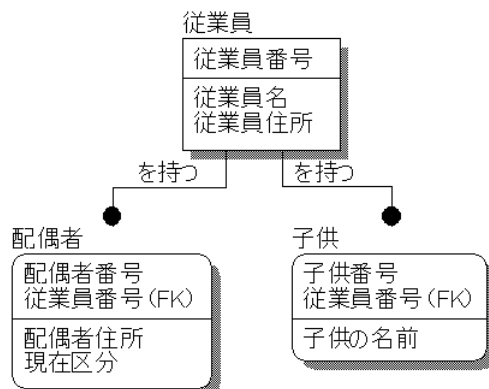 従業員
従業員番号
従業員名
従業員住所
を持つ
を持つ
配偶者
配偶者番号
従業員番号(FK)
配偶者住所
現在区分
子供
子供番号
従業員番号(FK)
子供の名前